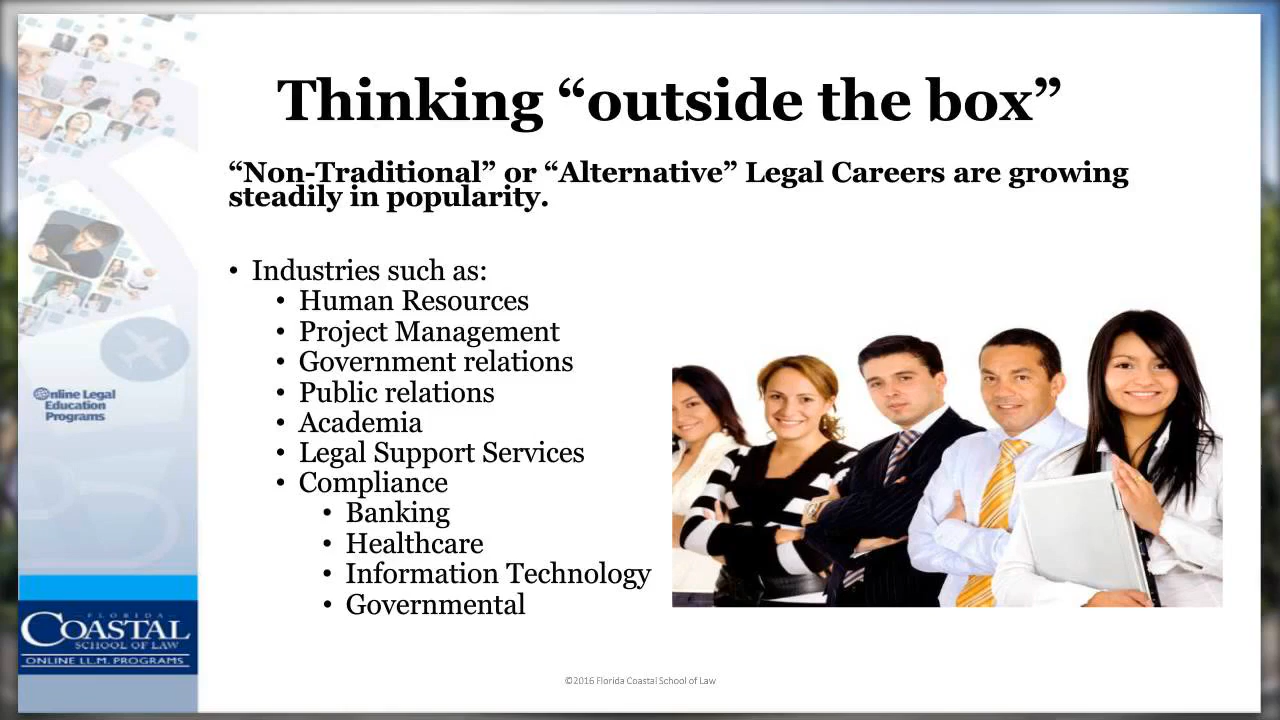 Thinking “outside the box”
“Non-Traditional” or “Alternative” Legal Careers are growing
steadily in popularity.
• Industries such as:
• Human Resources
• Project Management
• Government relations
• Public relations
• Academia
• Legal Support Services
• Compliance
• Banking
• Healthcare
• Information Technology
• Governmental
Online Legal
Education
Programs
FLORIDA
COASTAL
SCHOOL OF LAW
ONLINE LL.M. PROGRAMS
©2016 Florida Coastal School of Law